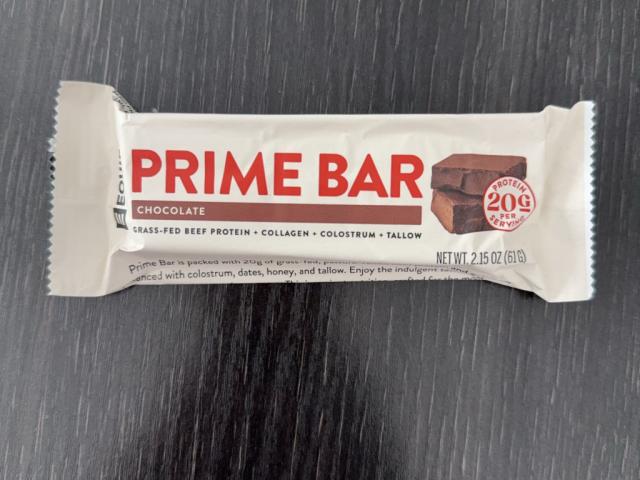 PRIME BAR
CHOCOLATE
GRASS-FED BEEF PROTEIN + COLLAGEN + COLOSTRUM + TALLOW
PROTEIN
20G
PER
SERVING
NET WT. 2.15 OZ (61G)
Prime Bar is packed with 20g of grass-fed,
with colostrum, dates, honey, and tallow. Enjoy the indulgent